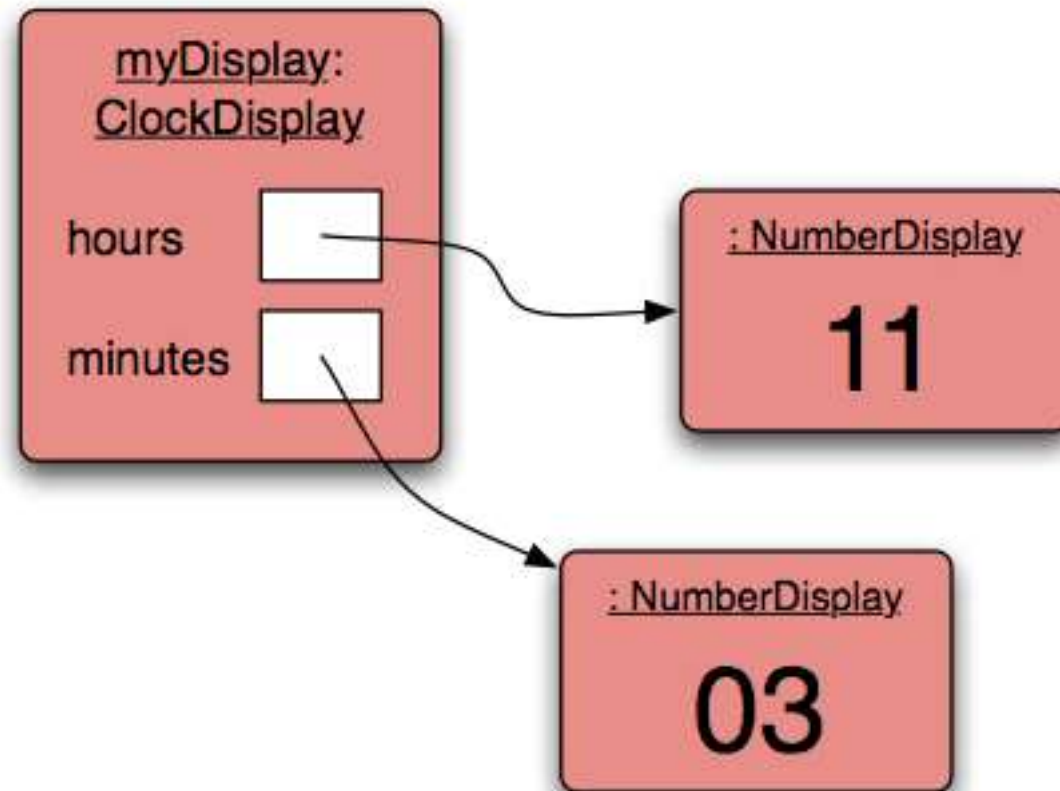 myDisplay:
ClockDisplay
hours
minutes
: NumberDisplay
11
: NumberDisplay
03